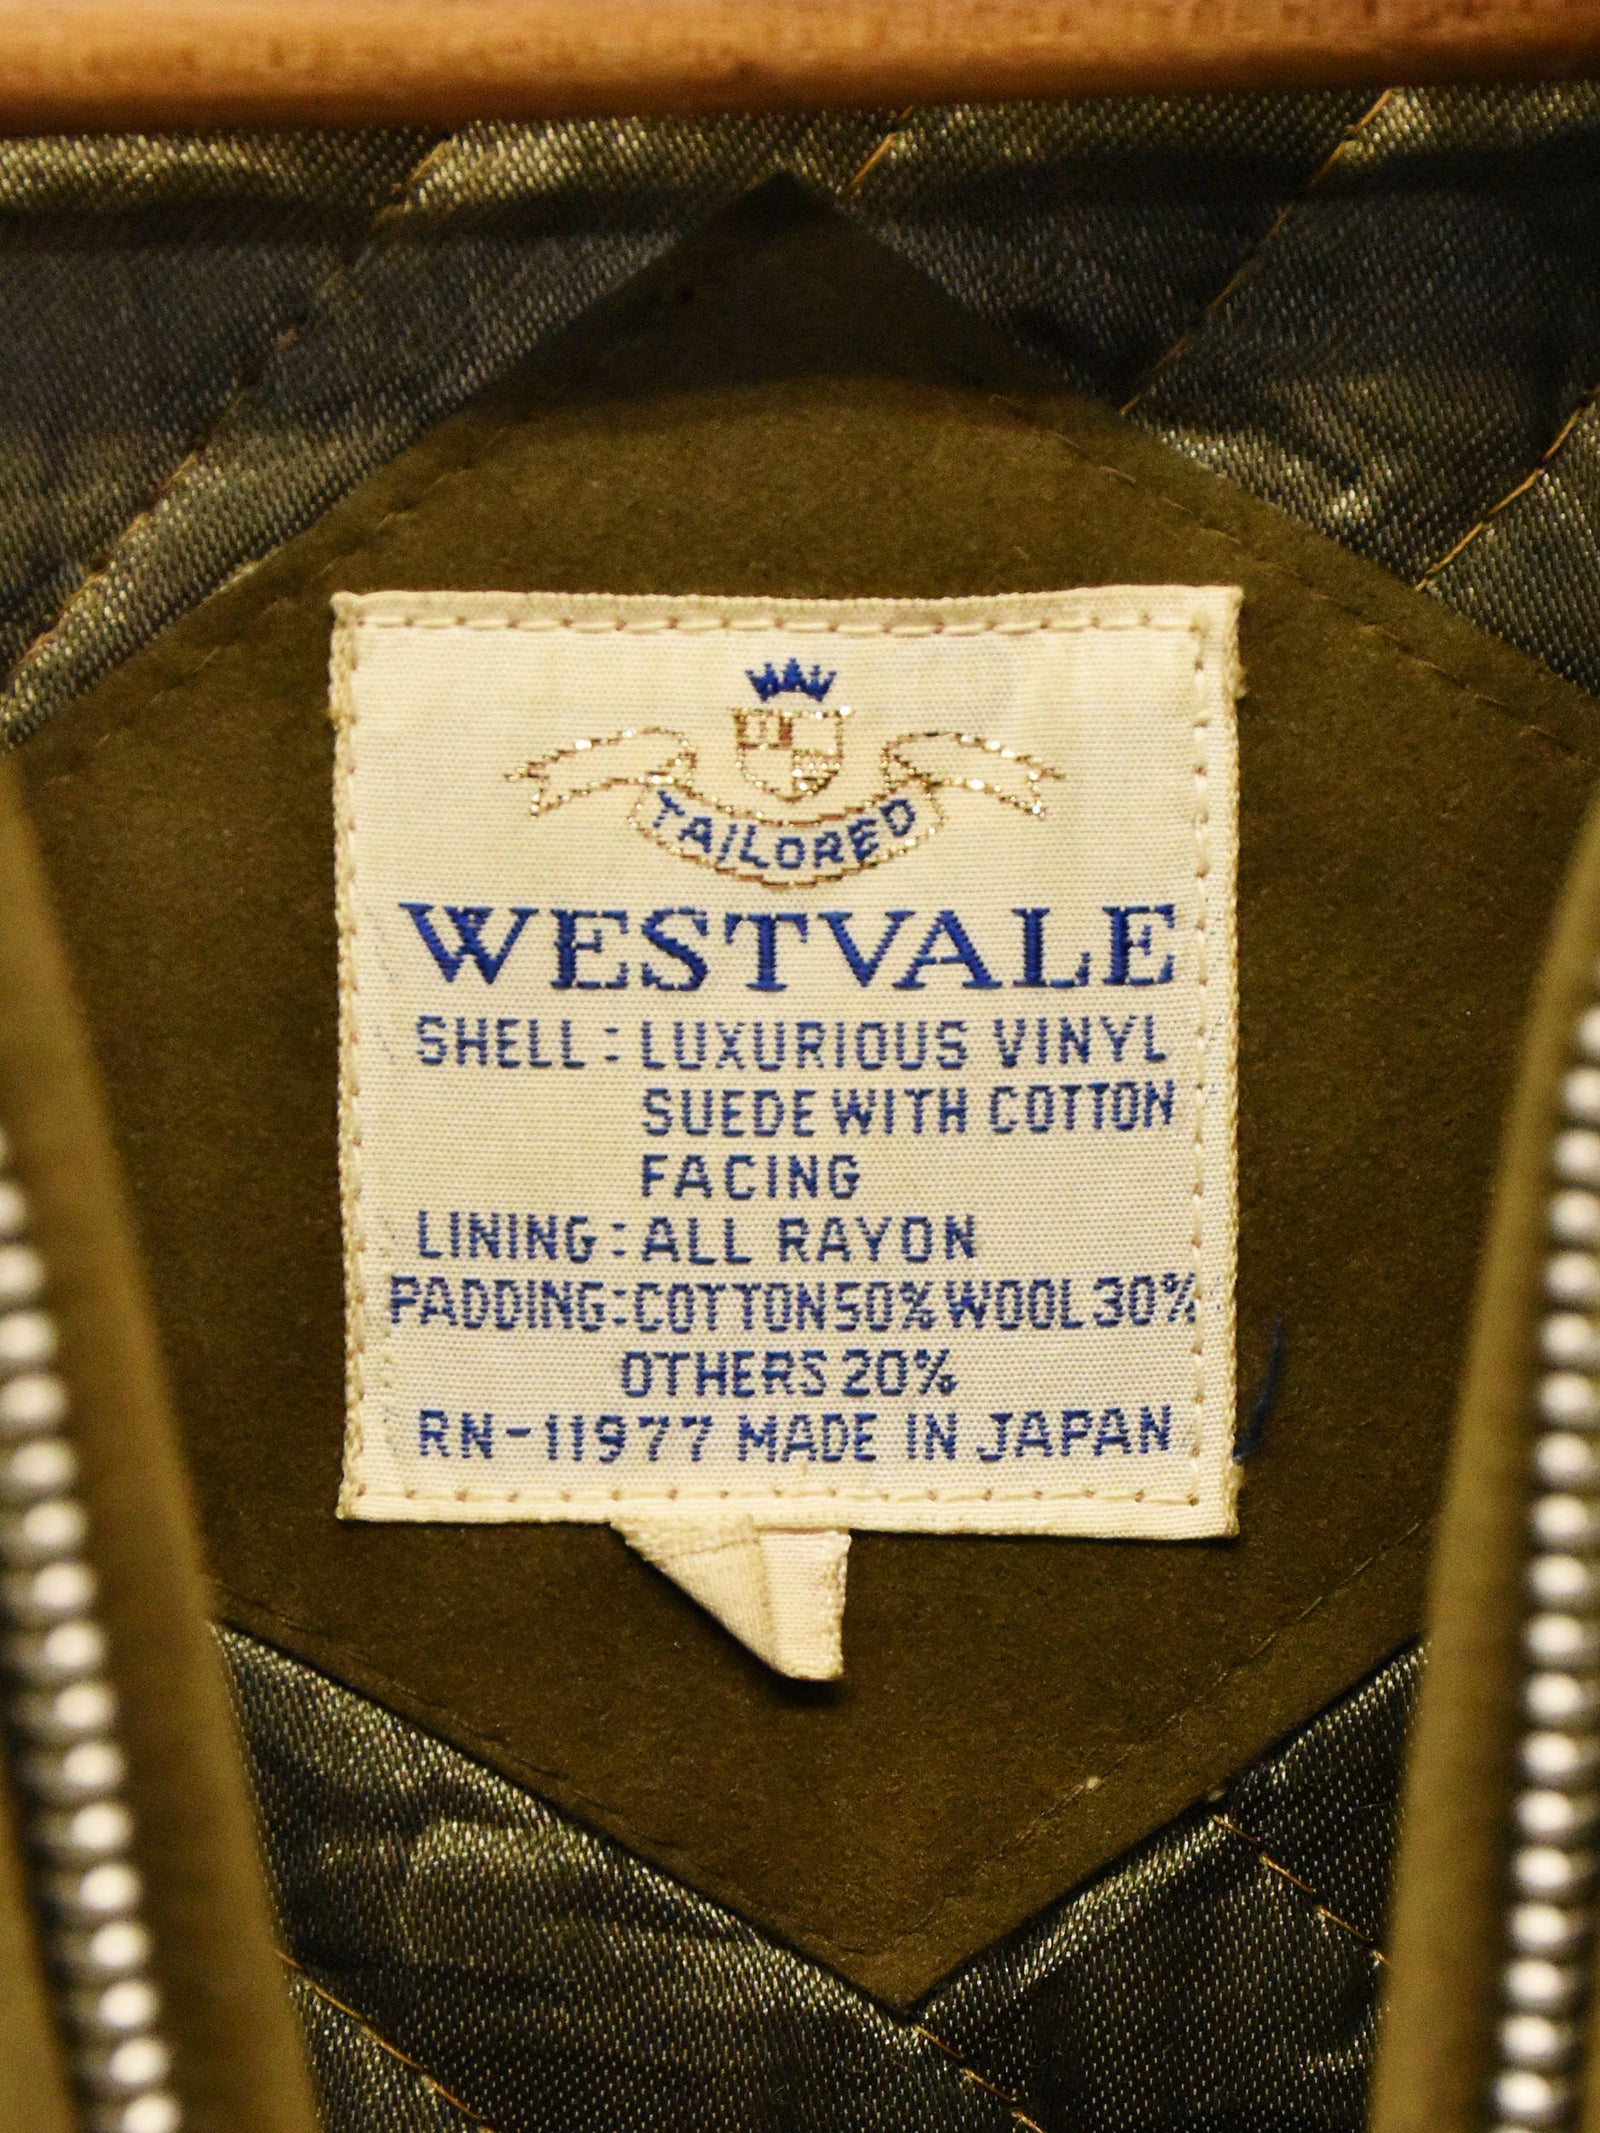 TAILORED
WESTVALE
SHELL: LUXURIOUS VINYL
SUEDE WITH COTTON
FACING
LINING: ALL RAYON
PADDING: COTTON 50% WOOL 30%
OTHERS 20%
RN-11977 MADE IN JAPAN